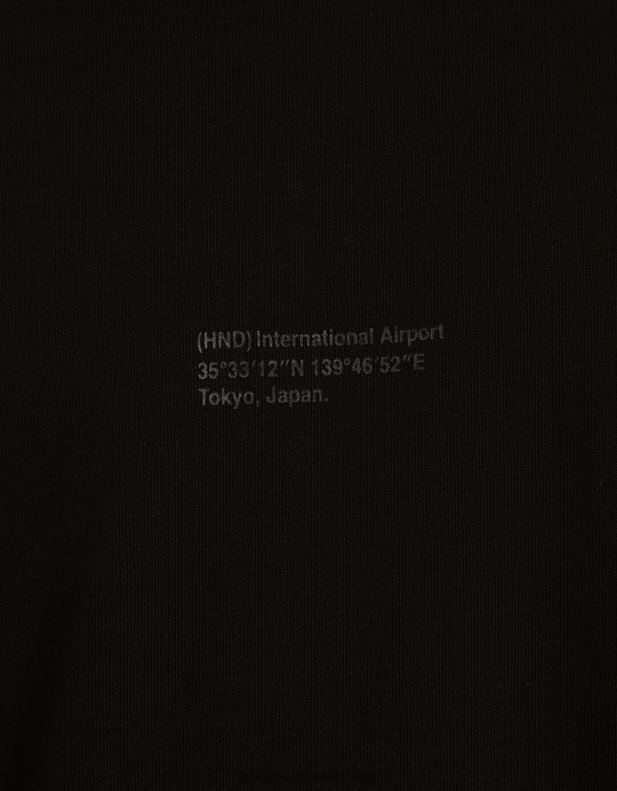 (HND) International Airport
35°33′12″N 139°46′52″E
Tokyo, Japan.